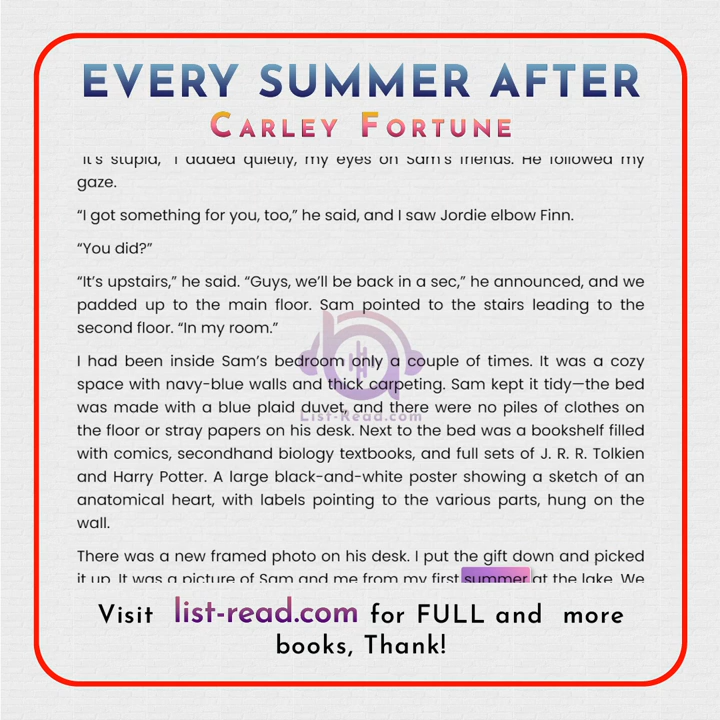 EVERY SUMMER AFTER
CARLEY FORTUNE
"It's stupid," I added quietly, my eyes on Sam's friends. He followed my
gaze.
“I got something for you, too,” he said, and I saw Jordie elbow Finn.
“You did?”
“It’s upstairs,” he said. “Guys, we’ll be back in a sec,” he announced, and we
padded up to the main floor. Sam pointed to the stairs leading to the
second floor. “In my room.”
I had been inside Sam’s bedroom only a couple of times. It was a cozy
space with navy-blue walls and thick carpeting. Sam kept it tidy—the bed
was made with a blue plaid duvet, and there were no piles of clothes on
the floor or stray papers on his desk. Next to the bed was a bookshelf filled
with comics, secondhand biology textbooks, and full sets of J. R. R. Tolkien
and Harry Potter. A large black-and-white poster showing a sketch of an
anatomical heart, with labels pointing to the various parts, hung on the
wall.
There was a new framed photo on his desk. I put the gift down and picked
it up. It was a picture of Sam and me from my first summer at the lake. We
List-Read.com
Visit list-read.com for FULL and more
books, Thank!